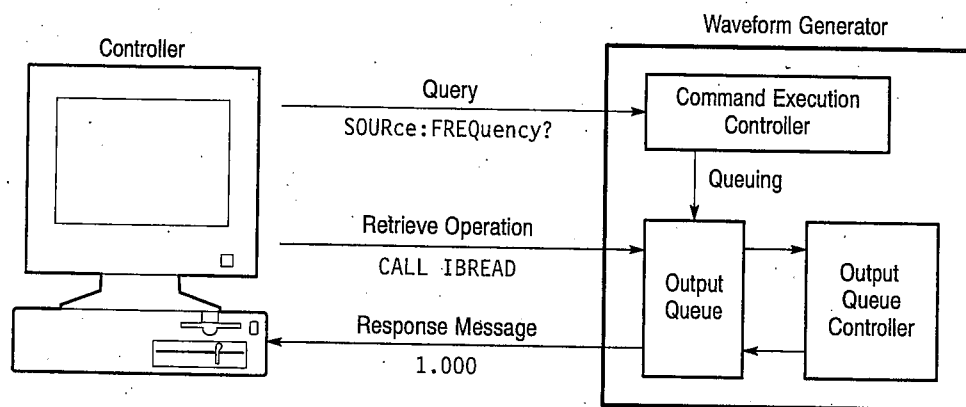 Controller
Waveform Generator
Query
SOURce:FREQuency?
Command Execution
Controller
Queuing
Retrieve Operation
CALL IBREAD
Output
Queue
Output
Queue
Controller
Response Message
1.000